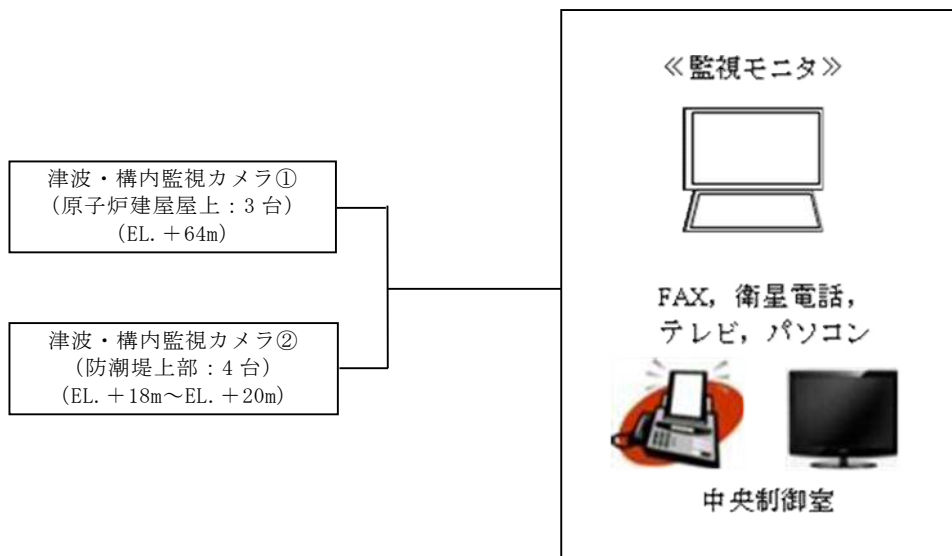 津波・構内監視カメラ①
(原子炉建屋屋上：3台)
(EL.＋64m)
津波・構内監視カメラ②
(防潮堤上部：4台)
(EL.＋18m～EL.＋20m)
≪監視モニタ≫
FAX，衛星電話，
テレビ，パソコン
中央制御室